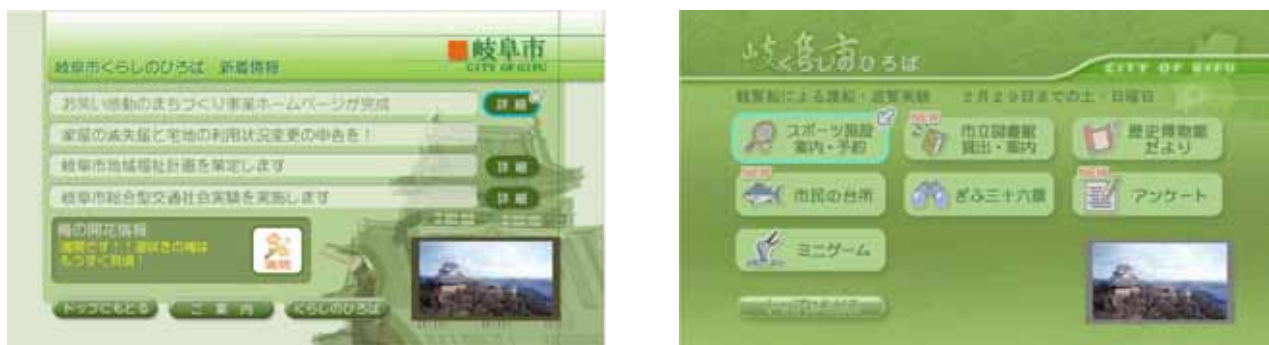 岐阜市
CITY OF GIFU
岐阜市くらしのひろば 新着情報
お笑い感動のまちづくり事業ホームページが完成
詳細
家屋の滅失届と宅地の利用状況変更の申告を!
岐阜市地域福祉計画を策定します
詳細
岐阜市総合型交通社会実験を実施します
詳細
梅の開花情報
満開です!!遅咲きの梅は
もうすぐ見頃!
満開
トップにもどる
ご案内
くらしのひろば
岐阜市
くらしのひろば
CITY OF GIFU
2月29日までの土・日曜日
スポーツ施設
案内・予約
NEW
市立図書館
貸出・案内
歴史博物館
だより
NEW
市民の台所
ぎふ三十六景
NEW
アンケート
ミニゲーム
トップにもどる